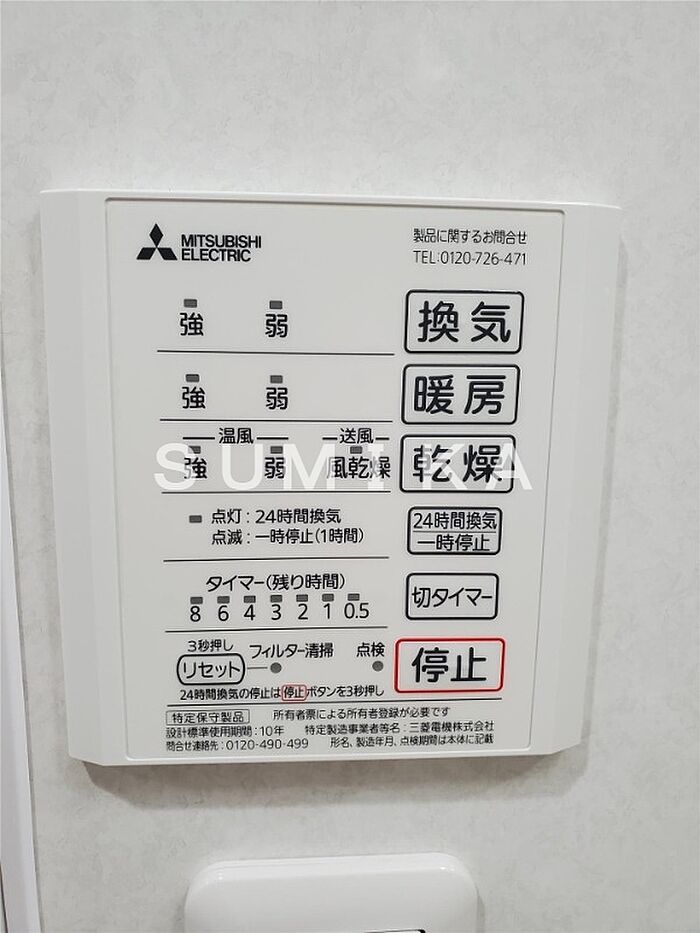 MITSUBISHI
ELECTRIC
製品に関するお問合せ
TEL:0120-726-471
強 弱 換気
強 弱 暖房
温風 送風
強 弱 風乾燥 乾燥
SUMIKA
点灯:24時間換気
点滅:一時停止(1時間)
24時間換気
一時停止
タイマー(残り時間)
8 6 4 3 2 1 0.5
切タイマー
3秒押し
リセット フィルター清掃 点検
停止
24時間換気の停止は停止ボタンを3秒押し
特定保守製品 所有者票による所有者登録が必要です
設計標準使用期間:10年 特定製造事業者等名:三菱電機株式会社
問合せ連絡先:0120-490-499 形名、製造年月、点検期間は本体に記載